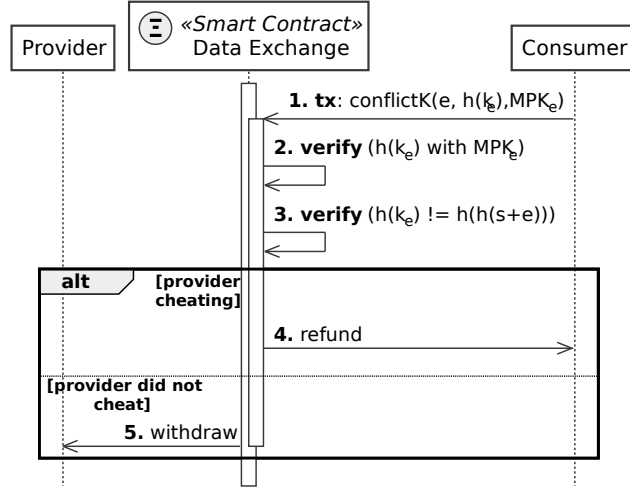 Provider
Ξ «Smart Contract»
Data Exchange
Consumer
1. tx: conflictK(e, h(kₑ),MPKₑ)
2. verify (h(kₑ) with MPKₑ)
3. verify (h(kₑ) != h(h(s+e)))
alt
[provider
cheating]
4. refund
[provider did not
cheat]
5. withdraw